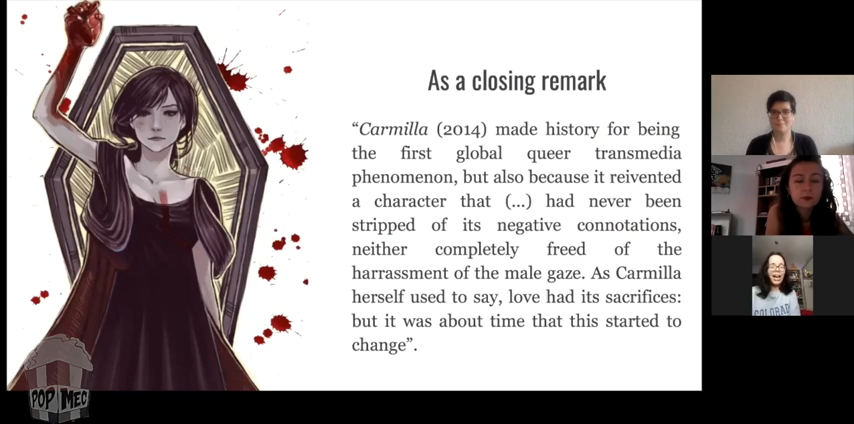 As a closing remark
“Carmilla (2014) made history for being
the first global queer transmedia
phenomenon, but also because it reivented
a character that (...) had never been
stripped of its negative connotations,
neither completely freed of the
harrassment of the male gaze. As Carmilla
herself used to say, love had its sacrifices:
but it was about time that this started to
change”.
POP MEC